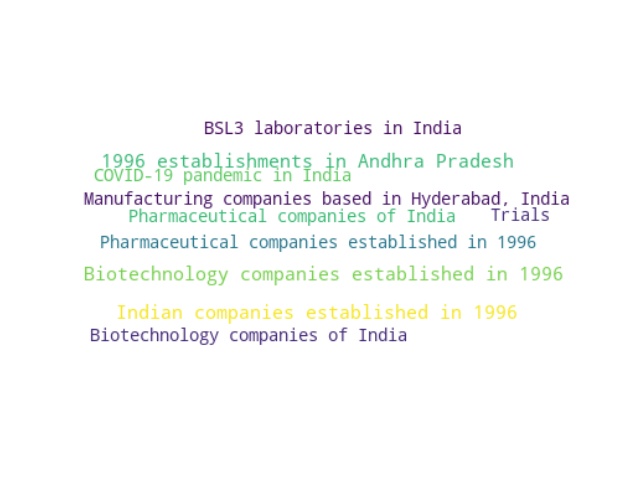 BSL3 laboratories in India
1996 establishments in Andhra Pradesh
COVID-19 pandemic in India
Manufacturing companies based in Hyderabad, India
Pharmaceutical companies of India Trials
Pharmaceutical companies established in 1996
Biotechnology companies established in 1996
Indian companies established in 1996
Biotechnology companies of India